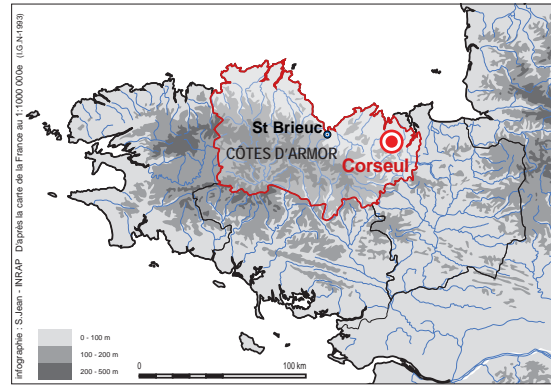 infographie : S.Jean - INRAP D'après la carte de la France au 1:1000 000e (I.G.N-1993)
St Brieuc
CÔTES D'ARMOR
Corseul
0 - 100 m
100 - 200 m
200 - 500 m
0 100 km